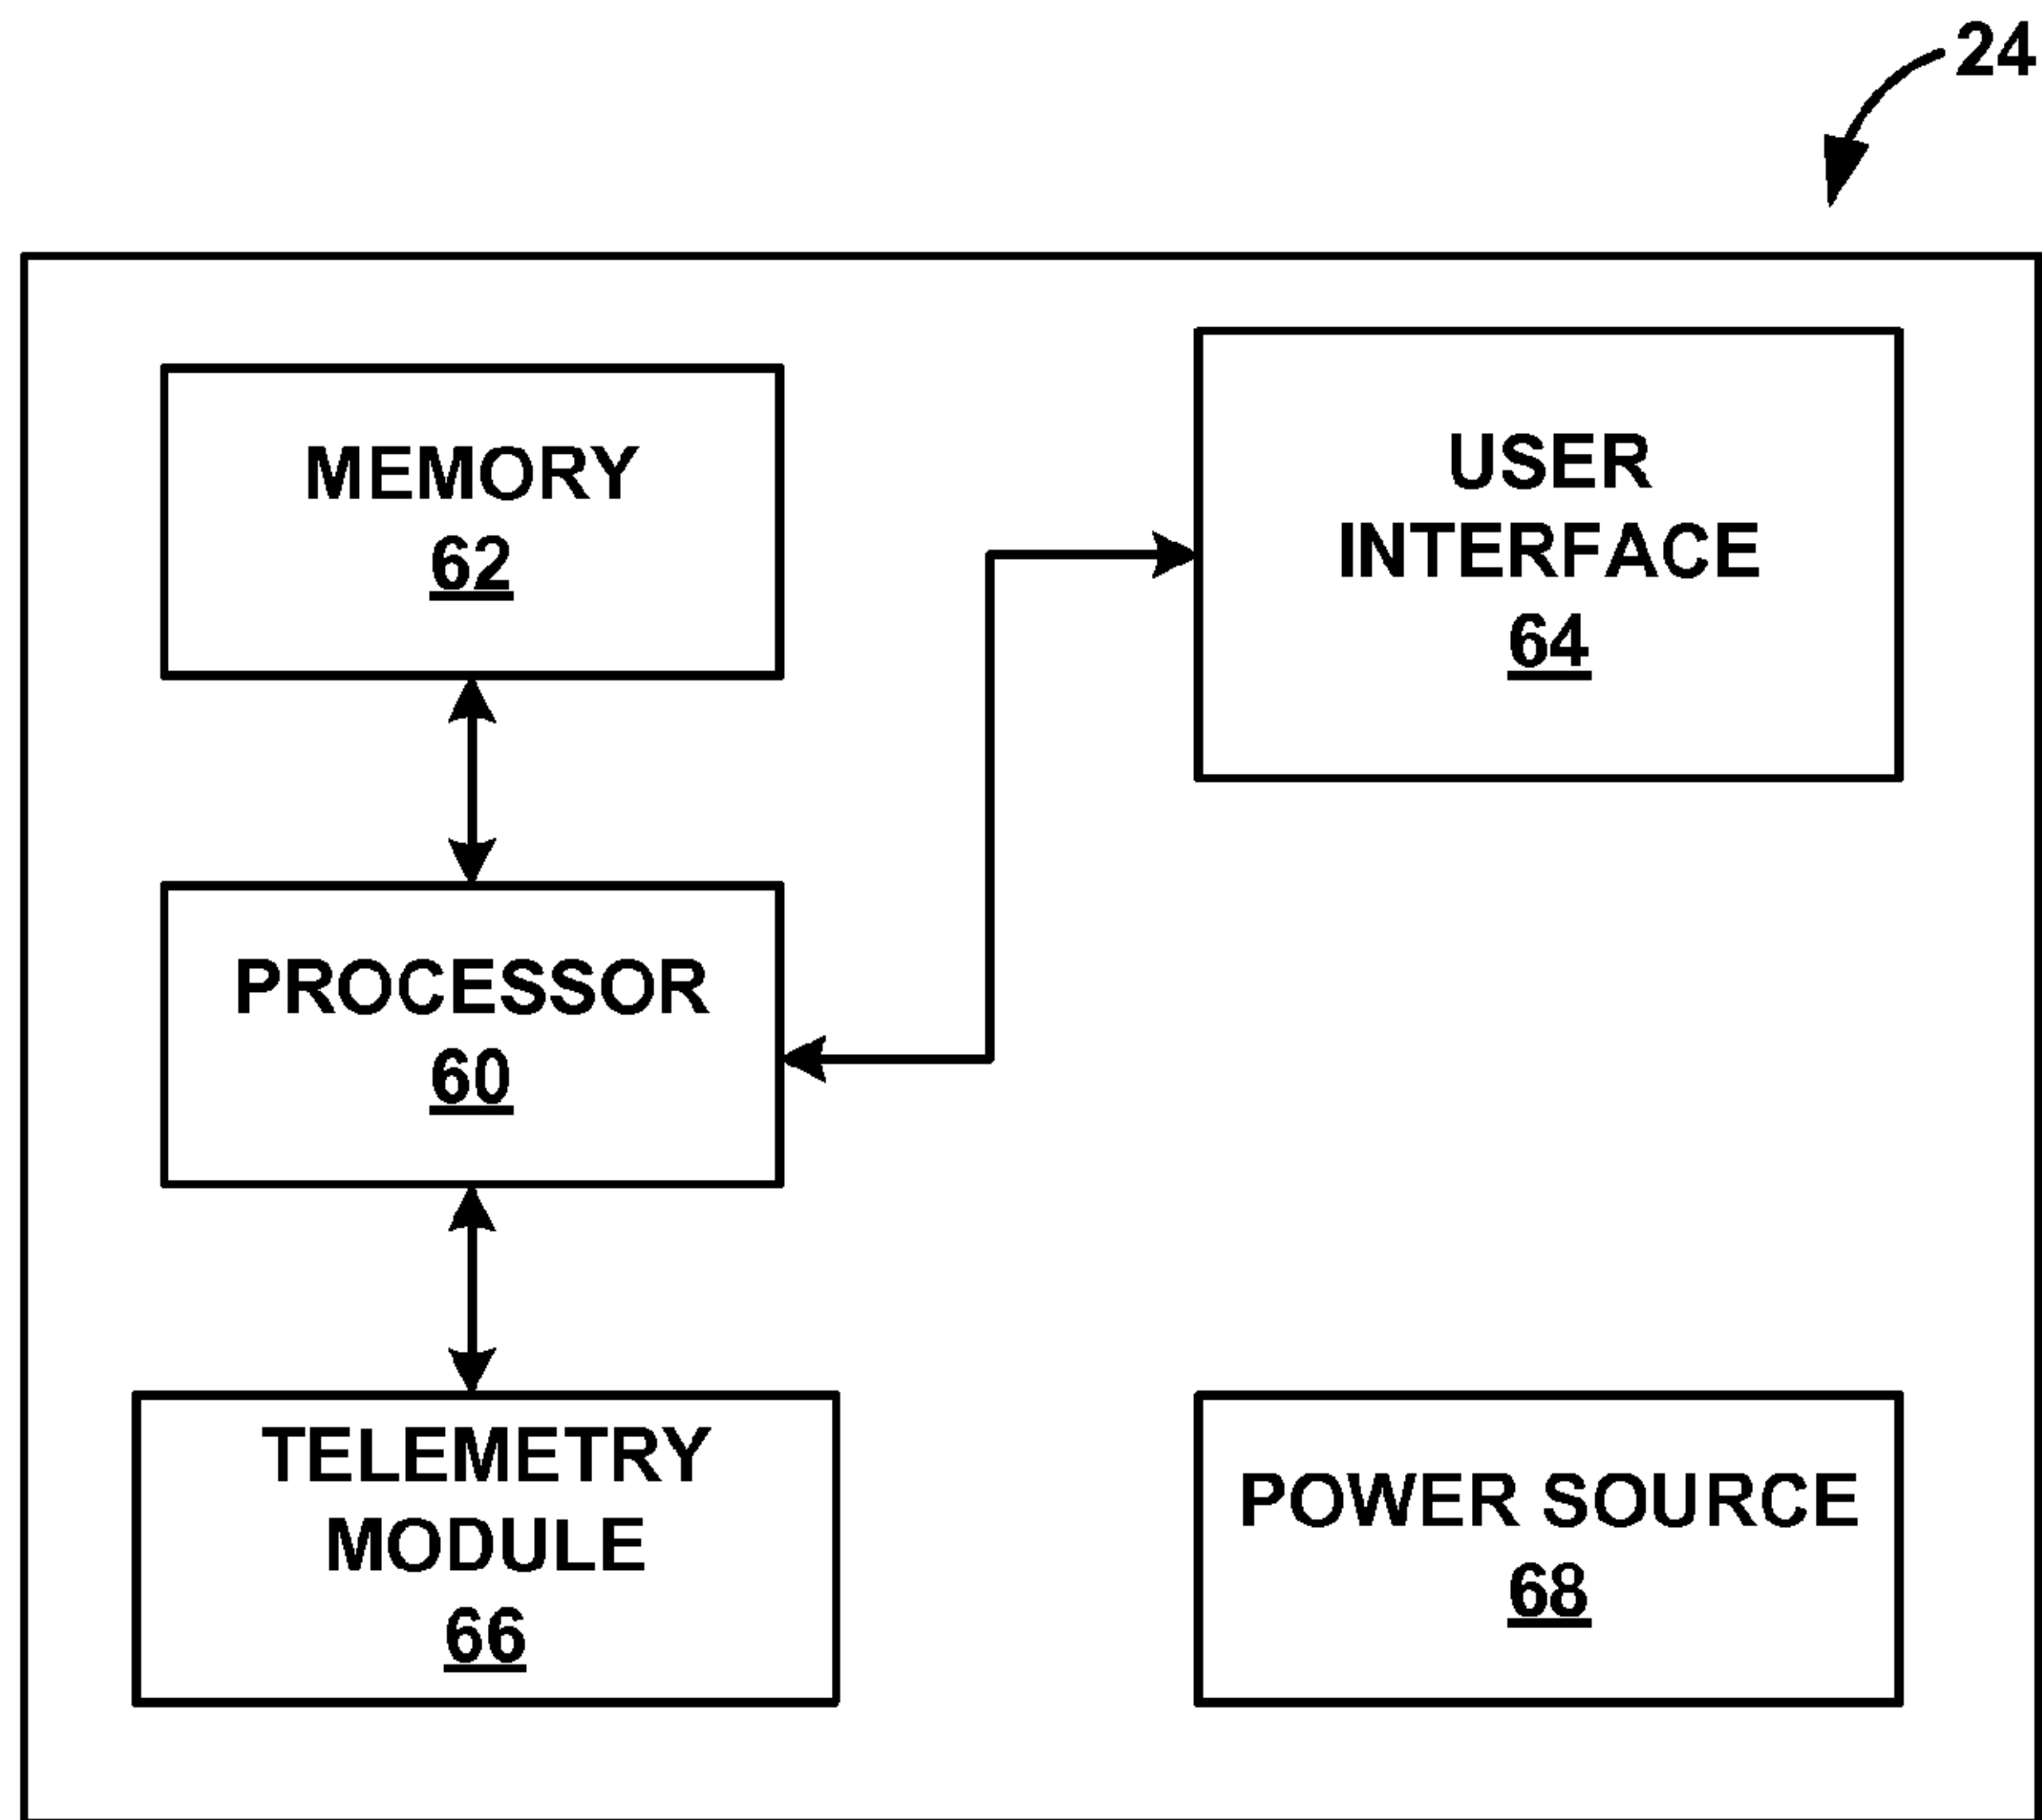 24
MEMORY
62
USER
INTERFACE
64
PROCESSOR
60
TELEMETRY
MODULE
66
POWER SOURCE
68